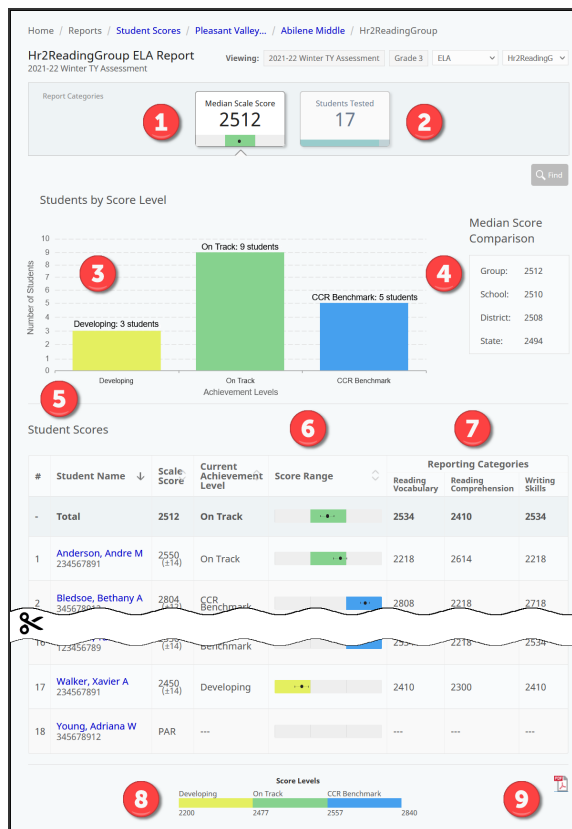 Home / Reports / Student Scores / Pleasant Valley... / Abilene Middle / Hr2ReadingGroup
Hr2ReadingGroup ELA Report
2021-22 Winter TY Assessment
Viewing: 2021-22 Winter TY Assessment Grade 3 ELA Hr2ReadingG
Report Categories
1
Median Scale Score
2512
Students Tested
17
2
Find
Students by Score Level
Number of Students
10
9
8
7
6
5
4
3
2
1
0
3
Developing: 3 students
On Track: 9 students
CCR Benchmark: 5 students
Developing
On Track
CCR Benchmark
Achievement Levels
Median Score
Comparison
4
Group: 2512
School: 2510
District: 2508
State: 2494
5
6
7
Student Scores
# Student Name Scale Score Current Achievement Level Score Range Reporting Categories
Reading Vocabulary Reading Comprehension Writing Skills
- Total 2512 On Track 2534 2410 2534
1 Anderson, Andre M 2550 On Track 2218 2614 2218
234567891 (±14)
2 Bledsoe, Bethany A 2804 CCR Benchmark 2808 2218 2718
16 Benchmark 2218 2534
123456789 (±14)
17 Walker, Xavier A 2450 Developing 2410 2300 2410
234567891 (±14)
18 Young, Adriana W PAR --- --- --- ---
345678912
Score Levels
8
Developing On Track CCR Benchmark
2200 2477 2557 2840
9
PDF